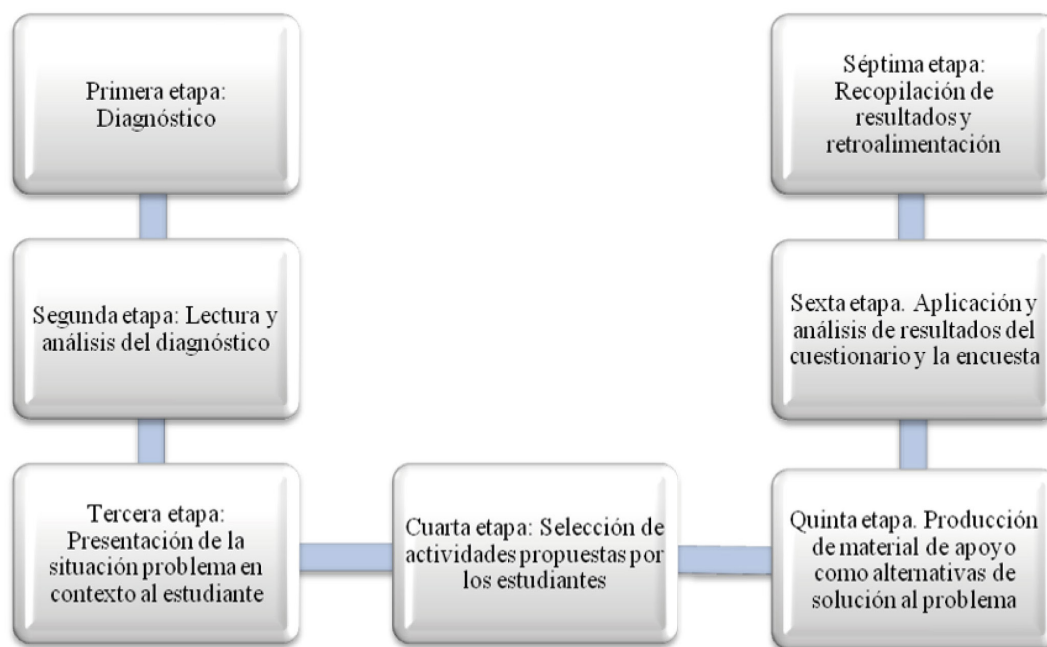 Primera etapa:
Diagnóstico
Segunda etapa: Lectura y
análisis del diagnóstico
Tercera etapa:
Presentación de la
situación problema en
contexto al estudiante
Cuarta etapa: Selección de
actividades propuestas por
los estudiantes
Quinta etapa. Producción
de material de apoyo
como alternativas de
solución al problema
Sexta etapa. Aplicación y
análisis de resultados del
cuestionario y la encuesta
Séptima etapa:
Recopilación de
resultados y
retroalimentación